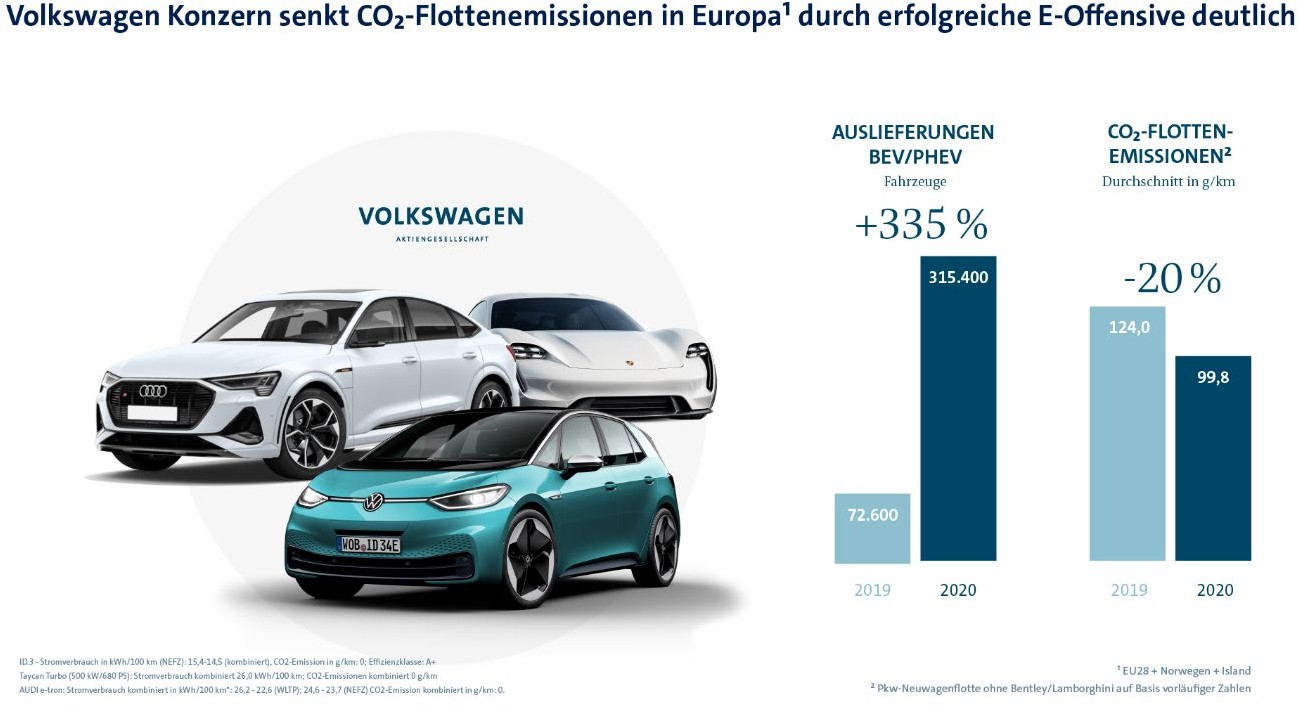 Volkswagen Konzern senkt CO₂-Flottenemissionen in Europa¹ durch erfolgreiche E-Offensive deutlich
VOLKSWAGEN
AKTIENGESELLSCHAFT
WOB ID 34E
AUSLIEFERUNGEN
BEV/PHEV
Fahrzeuge
+335 %
315.400
72.600
2019
2020
CO₂-FLOTTEN-
EMISSIONEN²
Durchschnitt in g/km
-20 %
124,0
99,8
2019
2020
ID.3 - Stromverbrauch in kWh/100 km (NEFZ): 15,4-14,5 (kombiniert), CO2-Emission in g/km: 0; Effizienzklasse: A+
Taycan Turbo (500 kW/680 PS): Stromverbrauch kombiniert 26,0 kWh/100 km; CO2-Emissionen kombiniert 0 g/km
AUDI e-tron: Stromverbrauch kombiniert in kWh/100 km*: 26,2 - 22,6 (WLTP); 24,6 - 23,7 (NEFZ) CO2-Emission kombiniert in g/km: 0.
¹ EU28 + Norwegen + Island
² Pkw-Neuwagenflotte ohne Bentley/Lamborghini auf Basis vorläufiger Zahlen